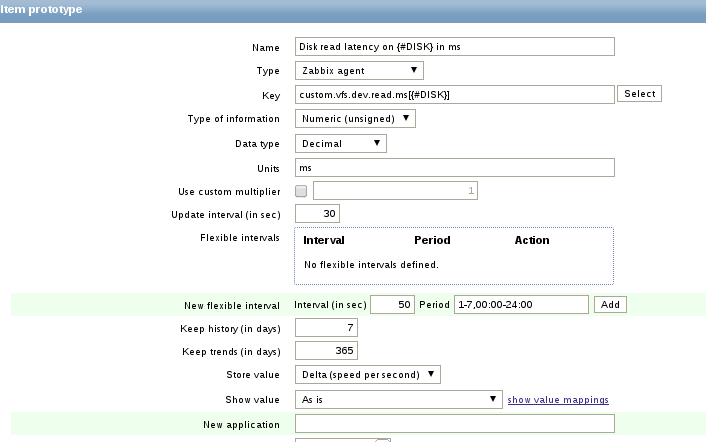 Item prototype
Name Disk read latency on {#DISK} in ms
Type Zabbix agent
Key custom.vfs.dev.read.ms[{#DISK}] Select
Type of information Numeric (unsigned)
Data type Decimal
Units ms
Use custom multiplier 1
Update interval (in sec) 30
Flexible intervals Interval Period Action
No flexible intervals defined.
New flexible interval Interval (in sec) 50 Period 1-7,00:00-24:00 Add
Keep history (in days) 7
Keep trends (in days) 365
Store value Delta (speed per second)
Show value As is show value mappings
New application